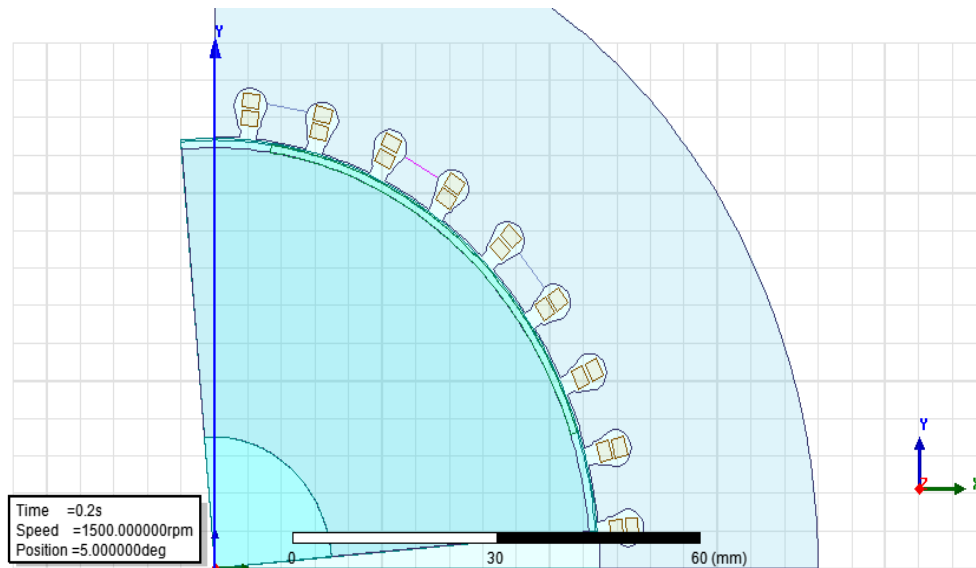 Y
Y
X
Z
Time =0.2s
Speed =1500.000000rpm
Position =5.000000deg
0 30 60 (mm)